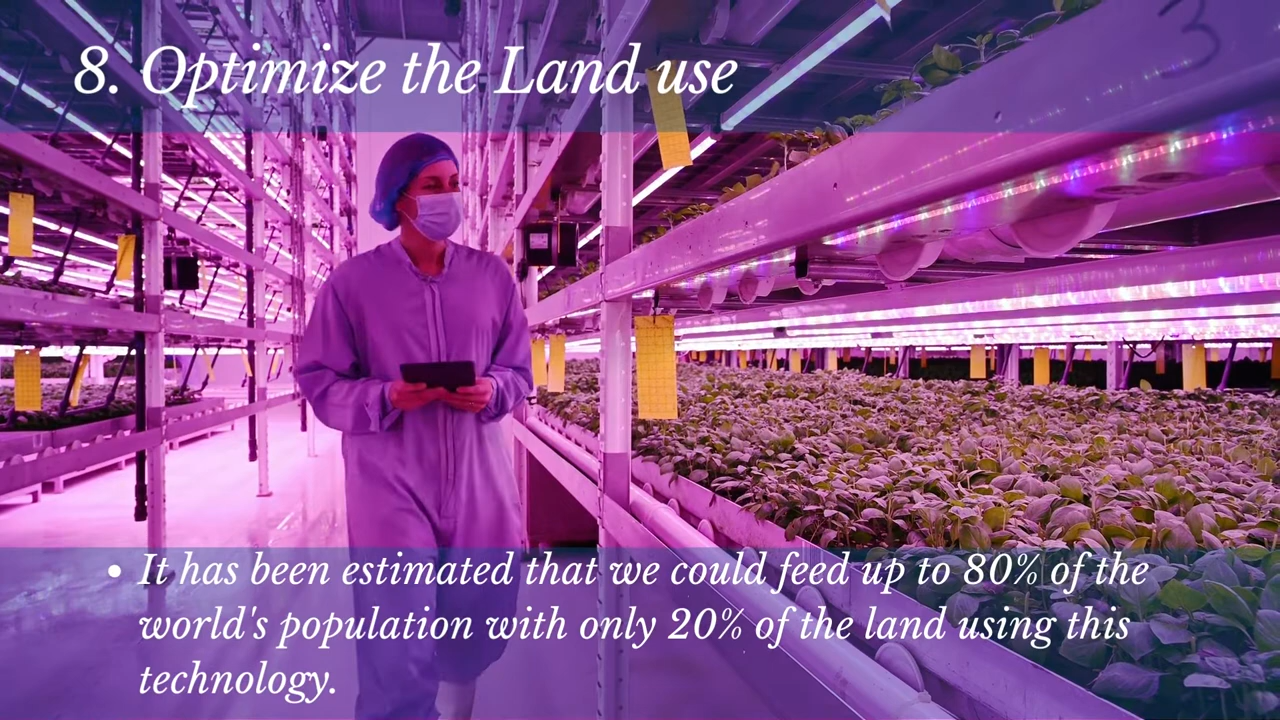 8. Optimize the Land use
3
• It has been estimated that we could feed up to 80% of the
world's population with only 20% of the land using this
technology.